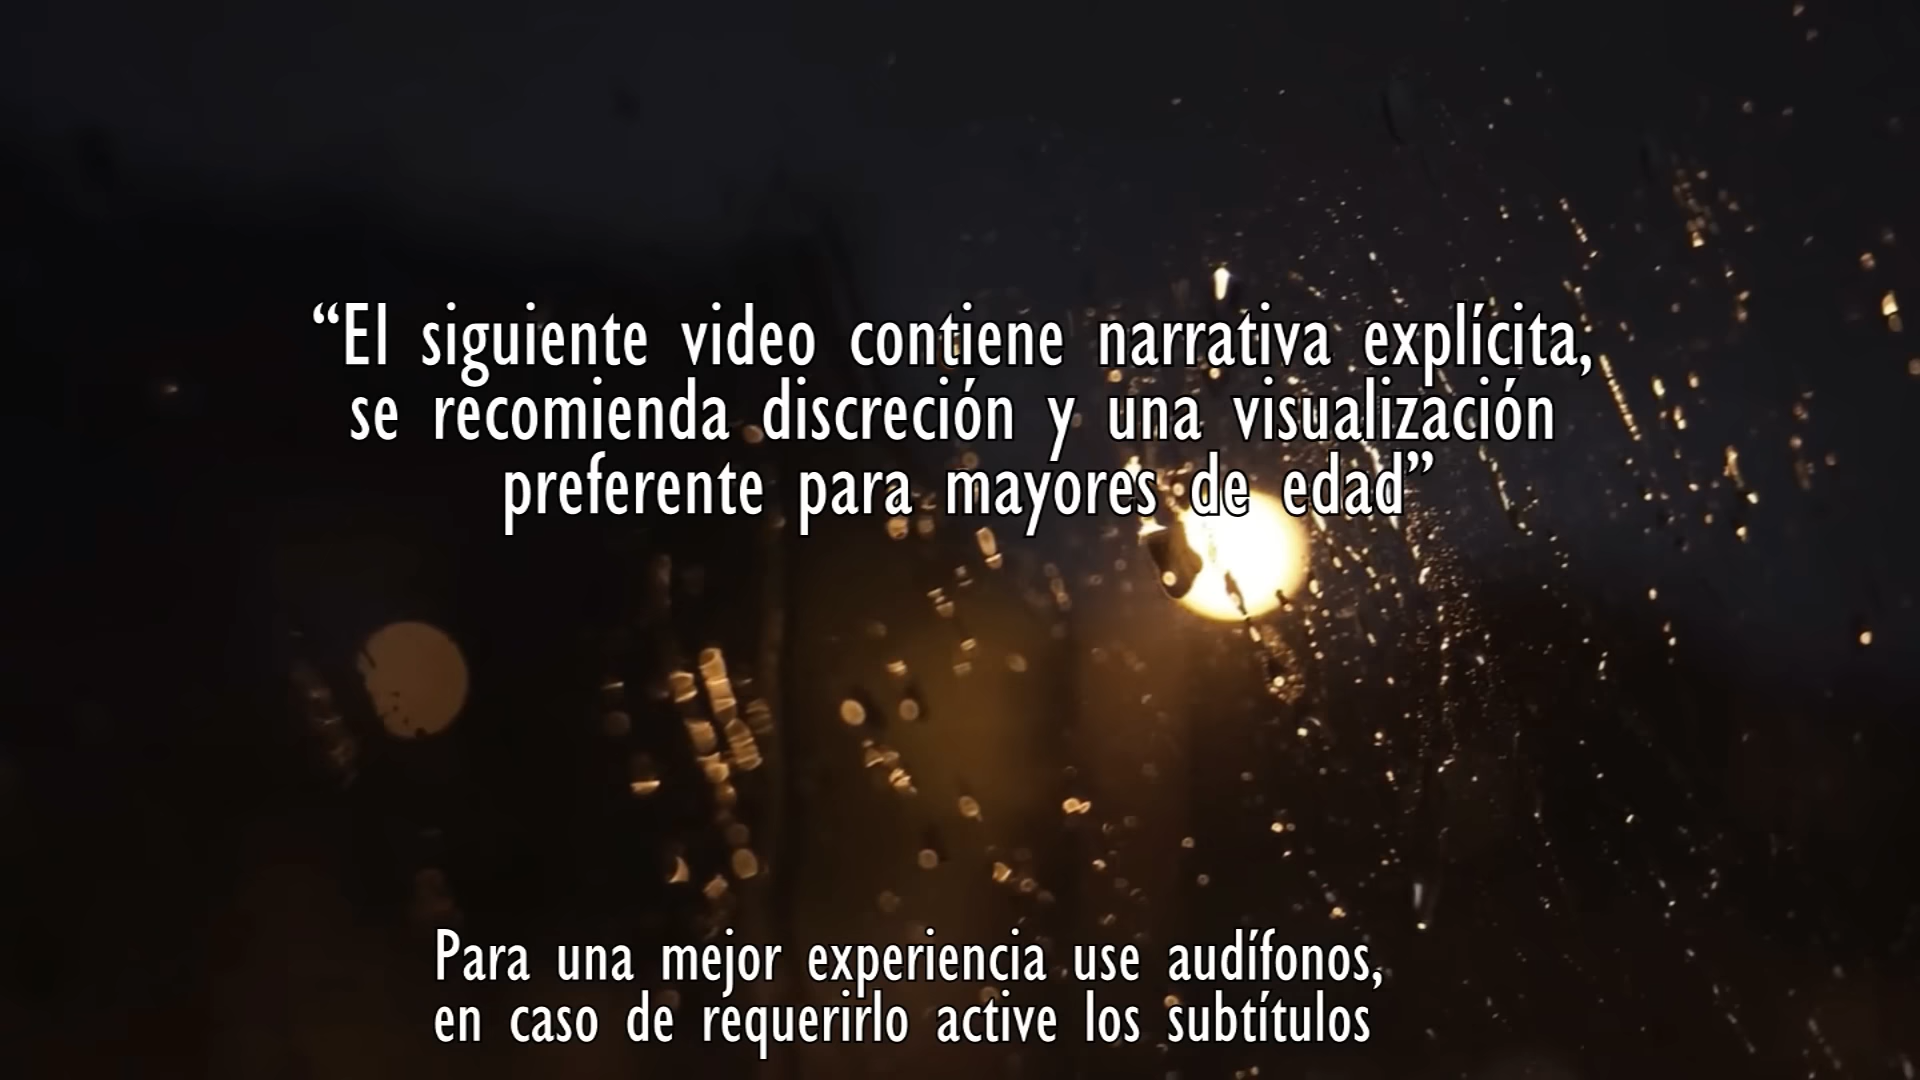 “El siguiente video contiene narrativa explícita,
se recomienda discreción y una visualización
preferente para mayores de edad”
Para una mejor experiencia use audífonos,
en caso de requerirlo active los subtítulos